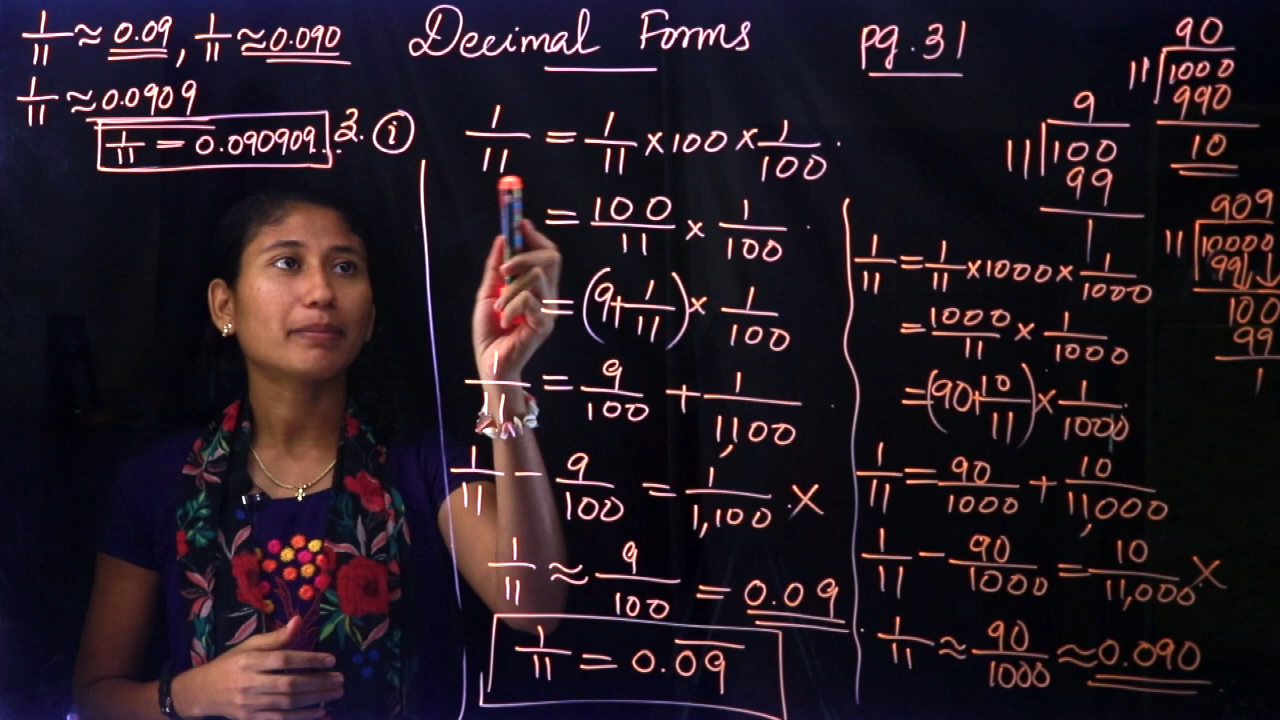 Decimal Forms pg.31
1/11 ≈ 0.09, 1/11 ≈ 0.090
1/11 ≈ 0.0909
1/11 = 0.090909...
2. (i)
1/11 = 1/11 × 100 × 1/100
= 100/11 × 1/100
= (9+1/11) × 1/100
1/11 = 9/100 + 1/1,100
1/11 − 9/100 = 1/1,100 ×
1/11 ≈ 9/100 = 0.09
1/11 = 0.0̅9̅
9
11 100
99
1
1/11 = 1/11 × 1000 × 1/1000
= 1000/11 × 1/1000
= (90+10/11) × 1/1000
1/11 = 90/1000 + 10/11,000
1/11 − 90/1000 = 10/11,000 ×
1/11 ≈ 90/1000 ≈ 0.090
90
11 1000
990
10
909
11 10000
99↓↓
100
99
1